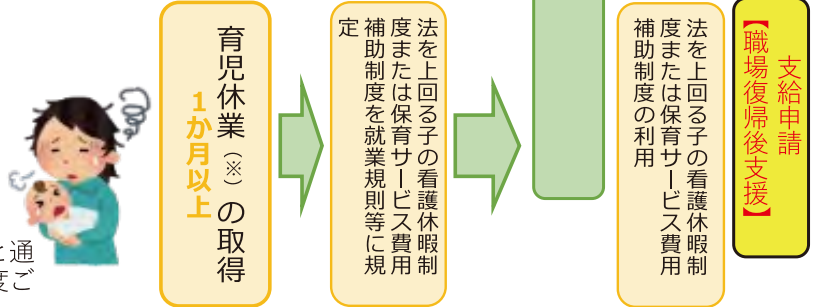 育児休業（※）の取得
1か月以上
法を上回る子の看護休暇制
度または保育サービス費用
補助制度を就業規則等に規
定
法を上回る子の看護休暇制
度または保育サービス費用
補助制度の利用
支給申請
【職場復帰後支援】
通
度ご